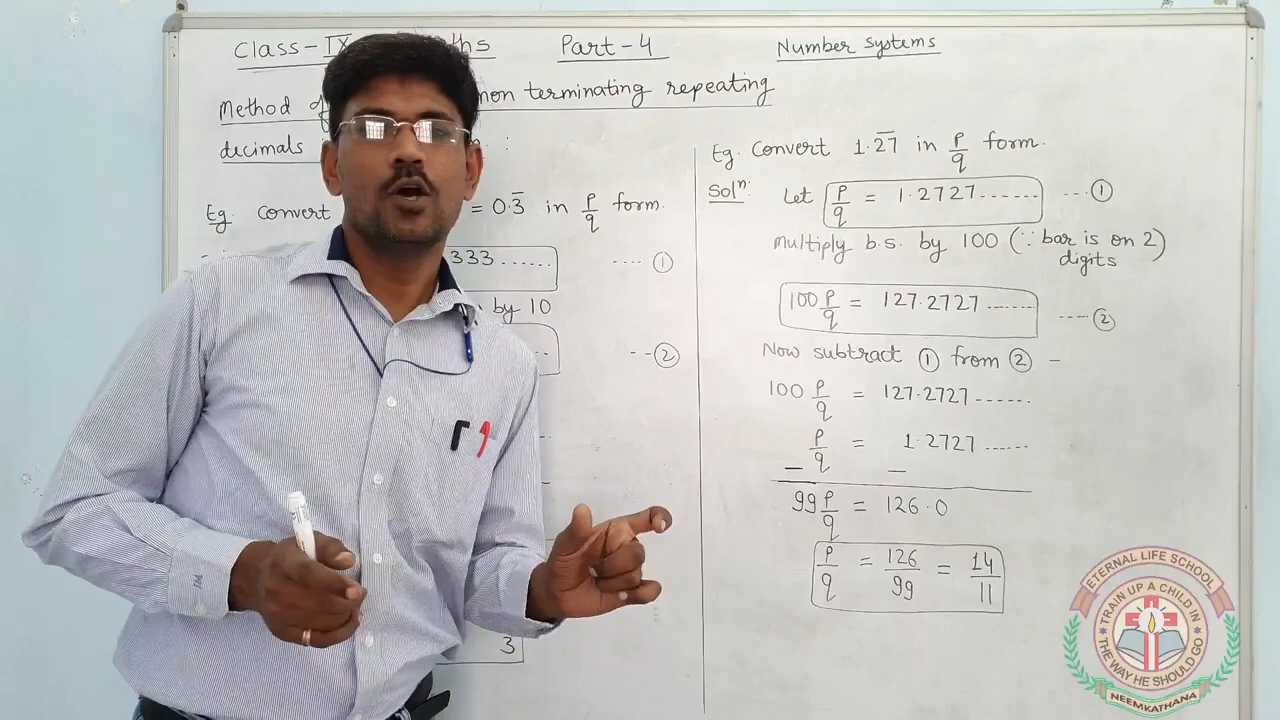 Class-IX ths Part-4 Number Systems
Method of non terminating repeating
decimals :
Eg. Convert = 0.3̅ in P/q form.
333...... ---- ①
by 10
--②
3
Eg. Convert 1.2̅7̅ in P/q form.
Solⁿ: Let P/q = 1.2727...... ---①
Multiply b.s. by 100 (∵ bar is on 2)
digits
100 P/q = 127.2727....... ----②
Now subtract ① from ② -
100 P/q = 127.2727------
P/q = 1.2727......
— —
99 P/q = 126.0
P/q = 126/99 = 14/11
ETERNAL LIFE SCHOOL
TRAIN UP A CHILD IN
THE WAY HE SHOULD GO
NEEMKATHANA